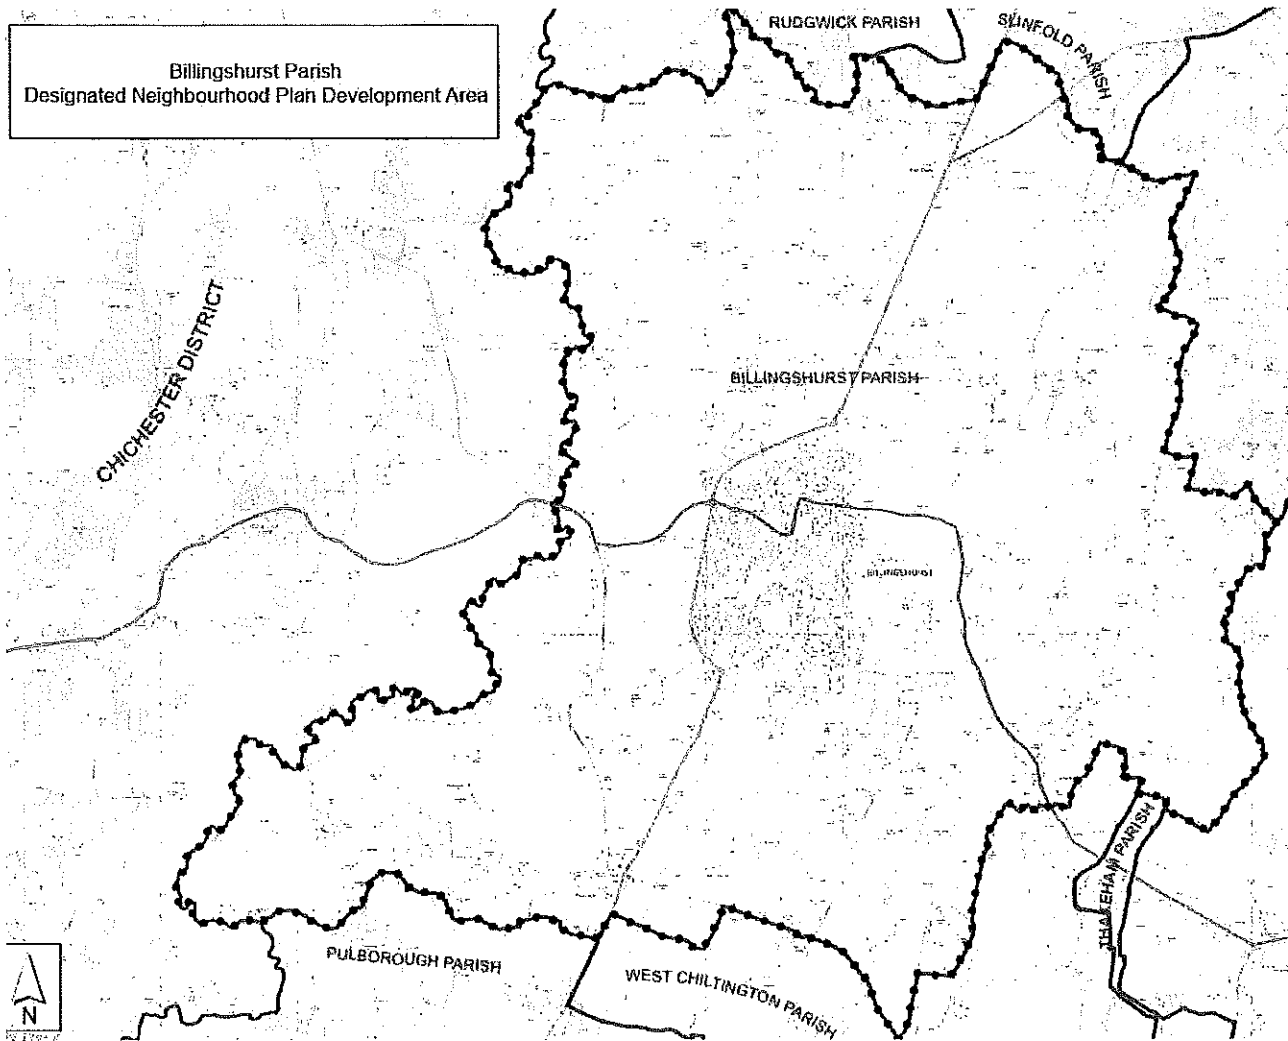 Billingshurst Parish
Designated Neighbourhood Plan Development Area
RUDGWICK PARISH
SLINFOLD PARISH
CHICHESTER DISTRICT
BILLINGSHURST PARISH
BILLINGSHURST
THAKEHAM PARISH
PULBOROUGH PARISH
WEST CHILTINGTON PARISH
N